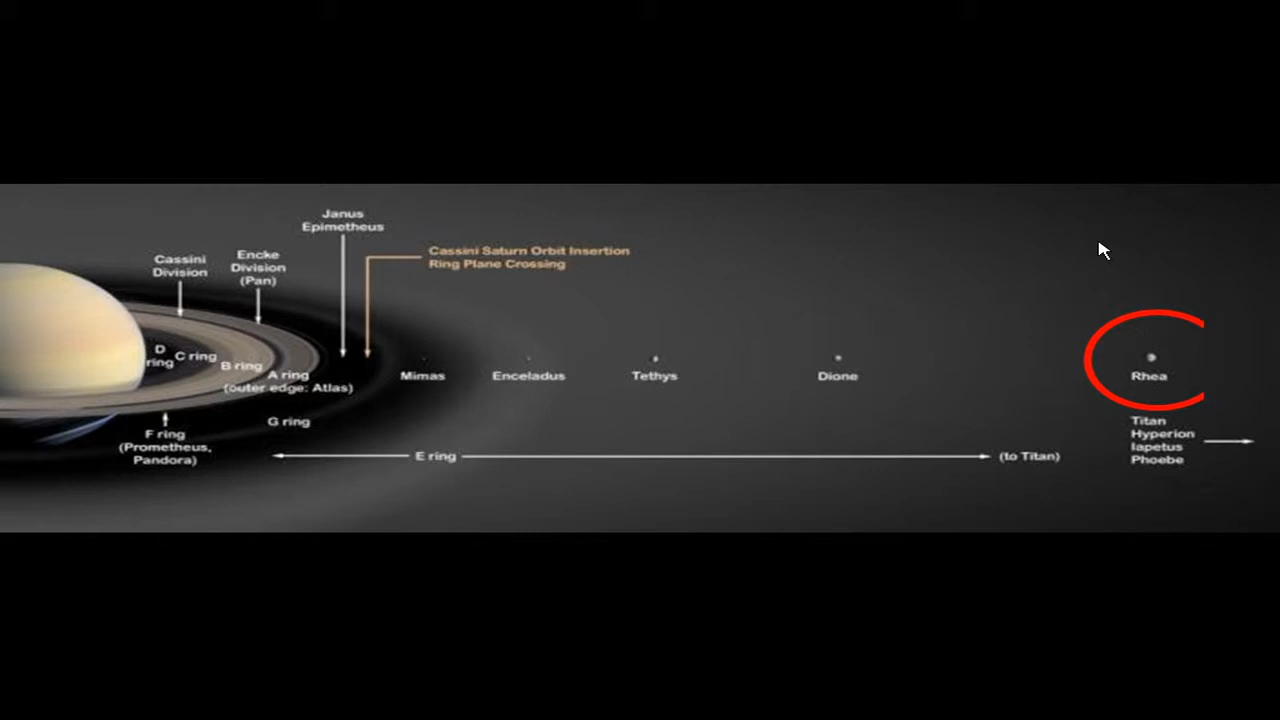 Janus
Epimetheus
Cassini Saturn Orbit Insertion
Ring Plane Crossing
Encke
Division
(Pan)
Cassini
Division
D
ring
C ring
B ring
A ring
(outer edge: Atlas)
Mimas
Enceladus
Tethys
Dione
Rhea
G ring
F ring
(Prometheus,
Pandora)
E ring
(to Titan)
Titan
Hyperion
Iapetus
Phoebe